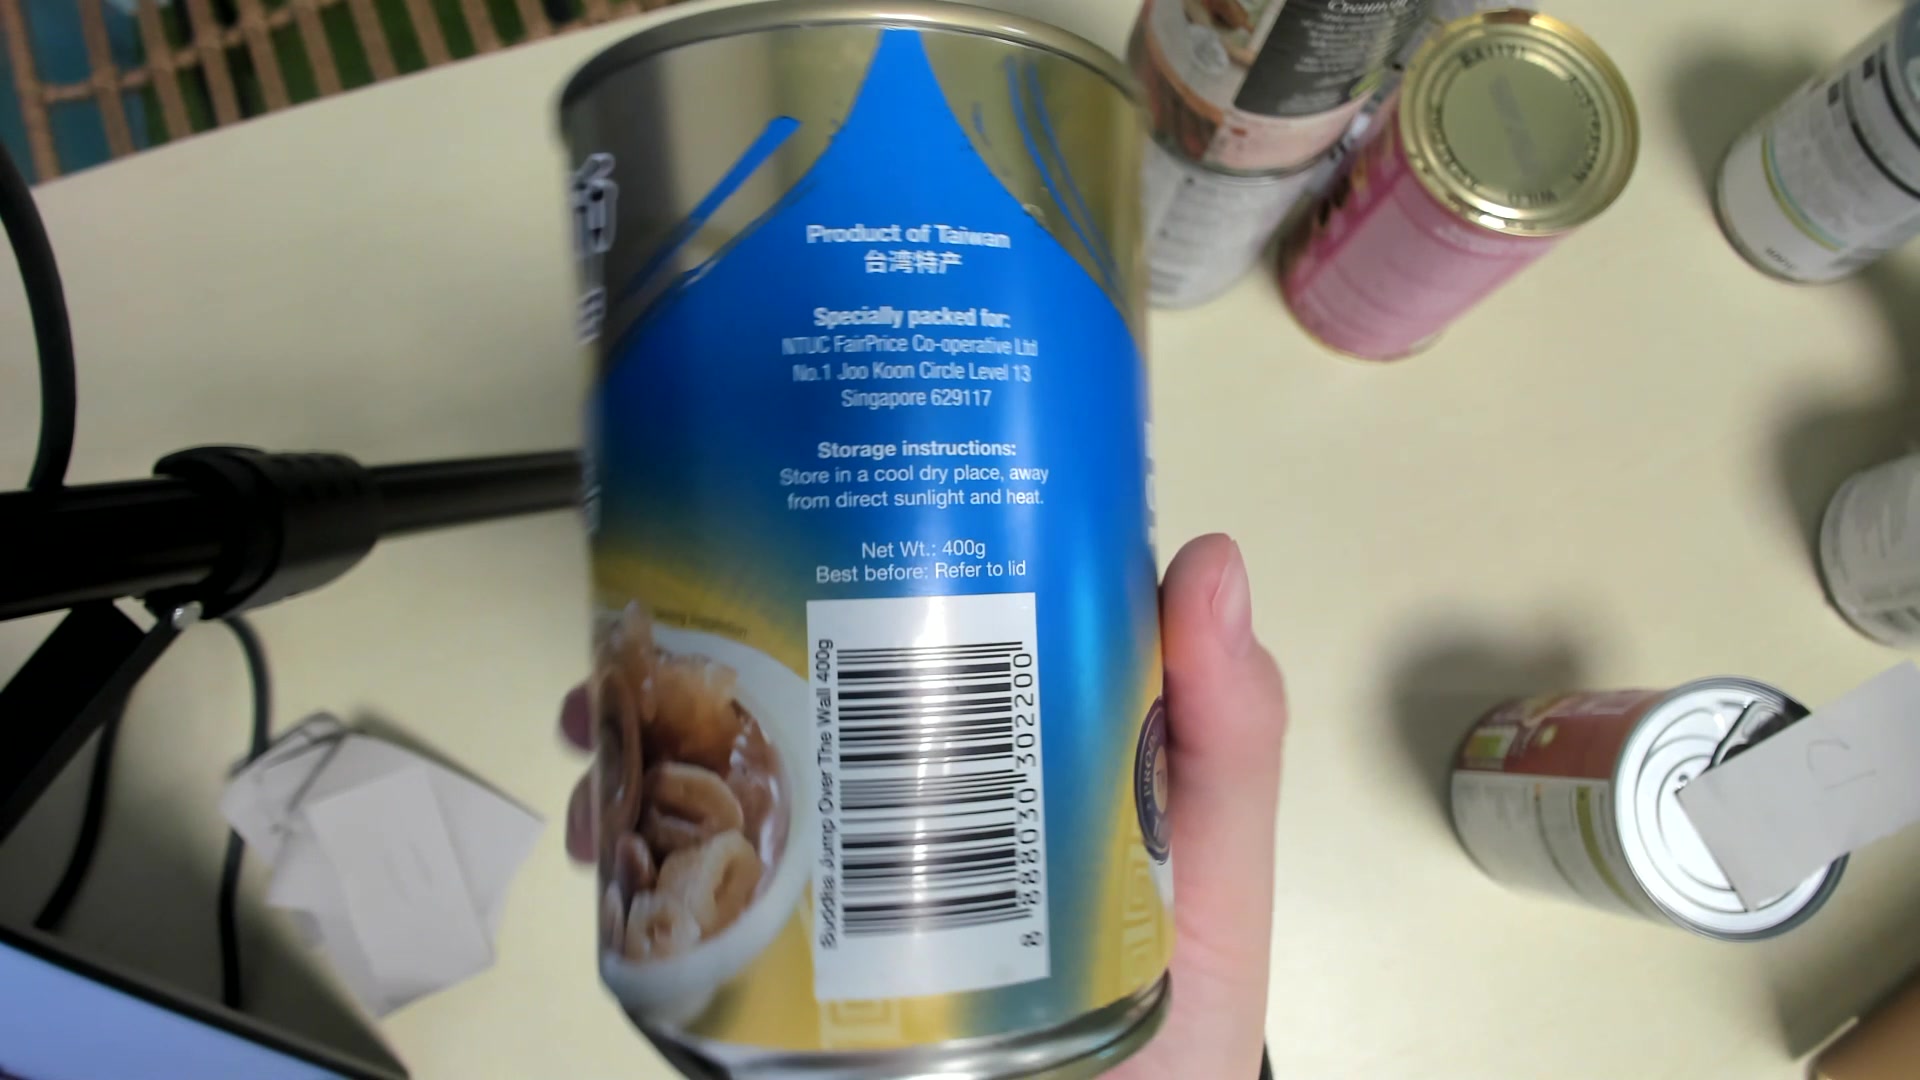 Product of Taiwan
台湾特产
Specially packed for:
NTUC FairPrice Co-operative Ltd
No.1 Joo Koon Circle Level 13
Singapore 629117
Storage instructions:
Store in a cool dry place, away
from direct sunlight and heat.
Net Wt.: 400g
Best before: Refer to lid
Buddha Jump Over The Wall 400g
8 888030 302200